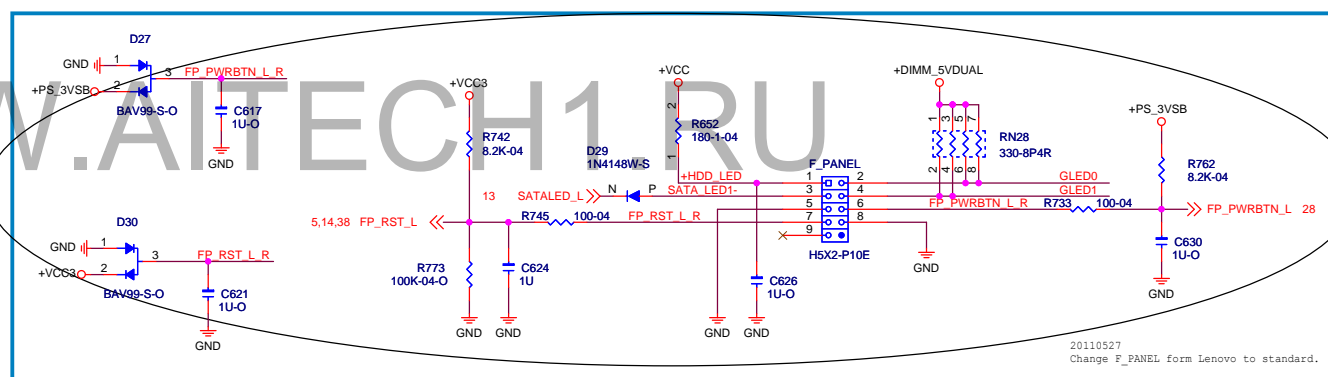 D27
GND 1
3 FP_PWRBTN_L_R
+PS_3VSB 2
BAV99-S-O
C617
1U-O
GND
D30
GND 1
3 FP_RST_L_R
+VCC3 2
BAV99-S-O
C621
1U-O
GND
+VCC3
R742
8.2K-04
5,14,38 FP_RST_L
R773
100K-04-O
GND
C624
1U
GND
R745 100-04 FP_RST_L_R
13 SATALED_L
D29
1N4148W-S
N P
SATA_LED1-
+VCC
2
R652
180-1-04
1
+HDD_LED
F_PANEL
1 2
3 4
5 6
7 8
9
H5X2-P10E
GND
C626
1U-O
GND
GND
+DIMM_5VDUAL
1 3 5 7
RN28
330-8P4R
2 4 6 8
GLED0
GLED1
FP_PWRBTN_L_R R733 100-04
+PS_3VSB
R762
8.2K-04
FP_PWRBTN_L 28
C630
1U-O
GND
W.AITECH1.RU
20110527
Change F_PANEL form Lenovo to standard.